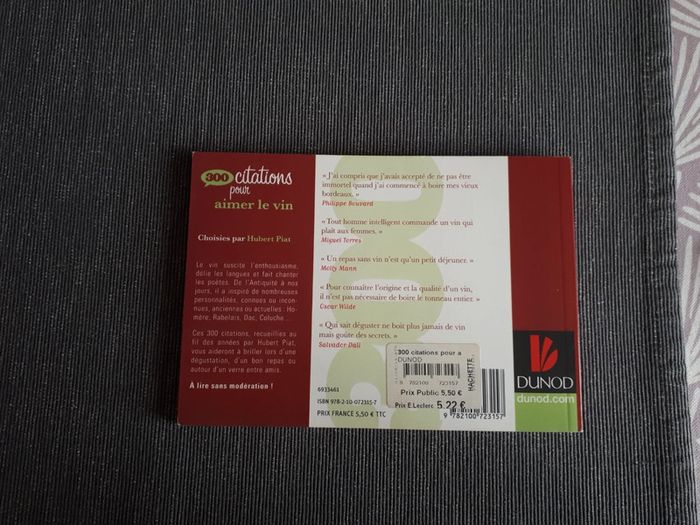 300 citations
pour
aimer le vin
Choisies par Hubert Piat
Le vin suscite l'enthousiasme,
délie les langues et fait chanter
les poètes. De l'Antiquité à nos
jours, il a inspiré de nombreuses
personnalités, connues ou incon-
nues, anciennes ou actuelles : Ho-
mère, Rabelais, Dac, Coluche...
Ces 300 citations, recueillies au
fil des années par Hubert Piat,
vous aideront à briller lors d'une
dégustation, d'un bon repas ou
autour d'un verre entre amis.
À lire sans modération !
300
« J'ai compris que j'avais accepté de ne pas être
immortel quand j'ai commencé à boire mes vieux
bordeaux. »
Philippe Bouvard
« Tout homme intelligent commande un vin qui
plaît aux femmes. »
Miguel Torres
« Un repas sans vin n'est qu'un petit déjeuner. »
Molly Mann
« Pour connaître l'origine et la qualité d'un vin,
il n'est pas nécessaire de boire le tonneau entier. »
Oscar Wilde
« Qui sait déguster ne boit plus jamais de vin
mais goûte des secrets. »
Salvador Dali
6933461
ISBN 978-2-10-072315-7
PRIX FRANCE 5,50 € TTC
300 citations pour a
DUNOD
9 782100 723157
HACHETTE
Prix Public 5,50 €
Prix E.Leclerc 5.22 €
9 782100 723157
DUNOD
dunod.com